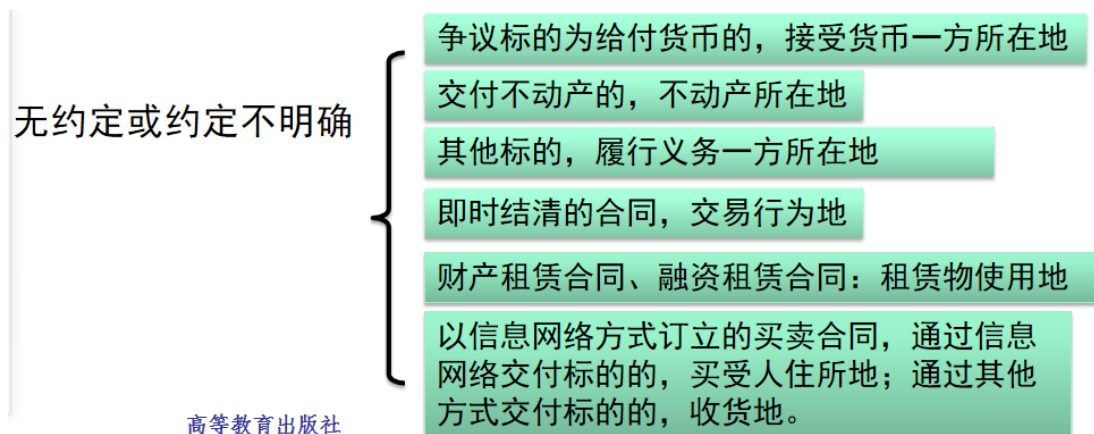 无约定或约定不明确
争议标的为给付货币的，接受货币一方所在地
交付不动产的，不动产所在地
其他标的，履行义务一方所在地
即时结清的合同，交易行为地
财产租赁合同、融资租赁合同：租赁物使用地
以信息网络方式订立的买卖合同，通过信息
网络交付标的的，买受人住所地；通过其他
方式交付标的的，收货地。
高等教育出版社